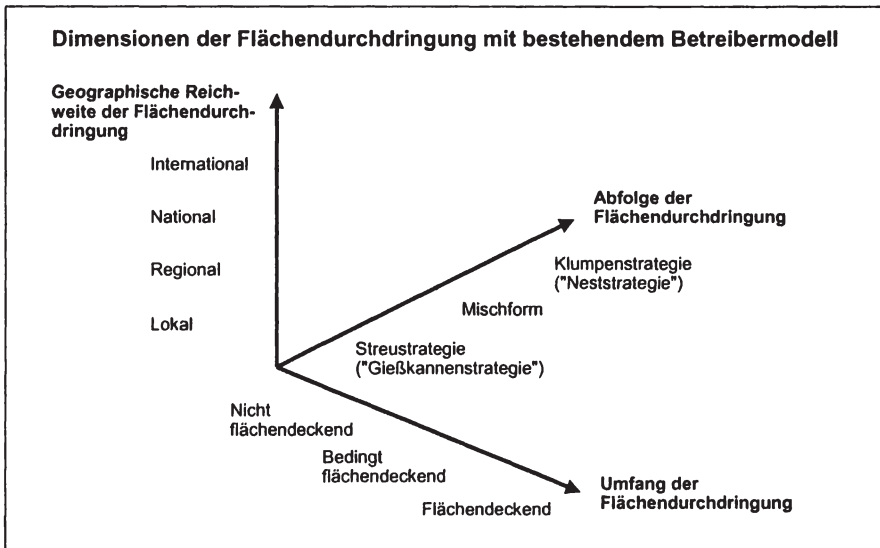 Dimensionen der Flächendurchdringung mit bestehendem Betreibermodell
Geographische Reich-
weite der Flächendurch-
dringung
International
National
Regional
Lokal
Abfolge der
Flächendurchdringung
Klumpenstrategie
("Neststrategie")
Mischform
Streustrategie
("Gießkannenstrategie")
Nicht
flächendeckend
Bedingt
flächendeckend
Flächendeckend
Umfang der
Flächendurchdringung